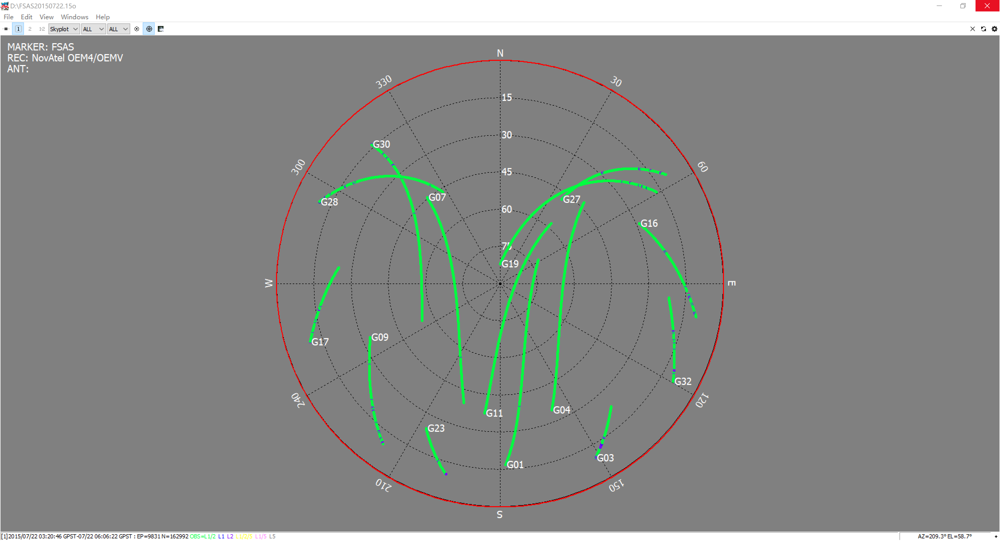 D:\FSAS20150722.15o
File Edit View Windows Help
1 2 1-2 Skyplot ALL ALL
MARKER: FSAS
REC: NovAtel OEM4/OEMV
ANT:
N
330
30
15
30
G30
300
45
60
G07
G27
G28
60
G16
75
G19
W
E
G09
G17
G32
240
120
G11
G04
G23
G03
G01
210
150
S
[1]2015/07/22 03:20:46 GPST-07/22 06:06:22 GPST : EP=9831 N=162992 OBS=L1/2 L1 L2 L1/2/5 L1/5 L5
AZ=209.3° EL=58.7°